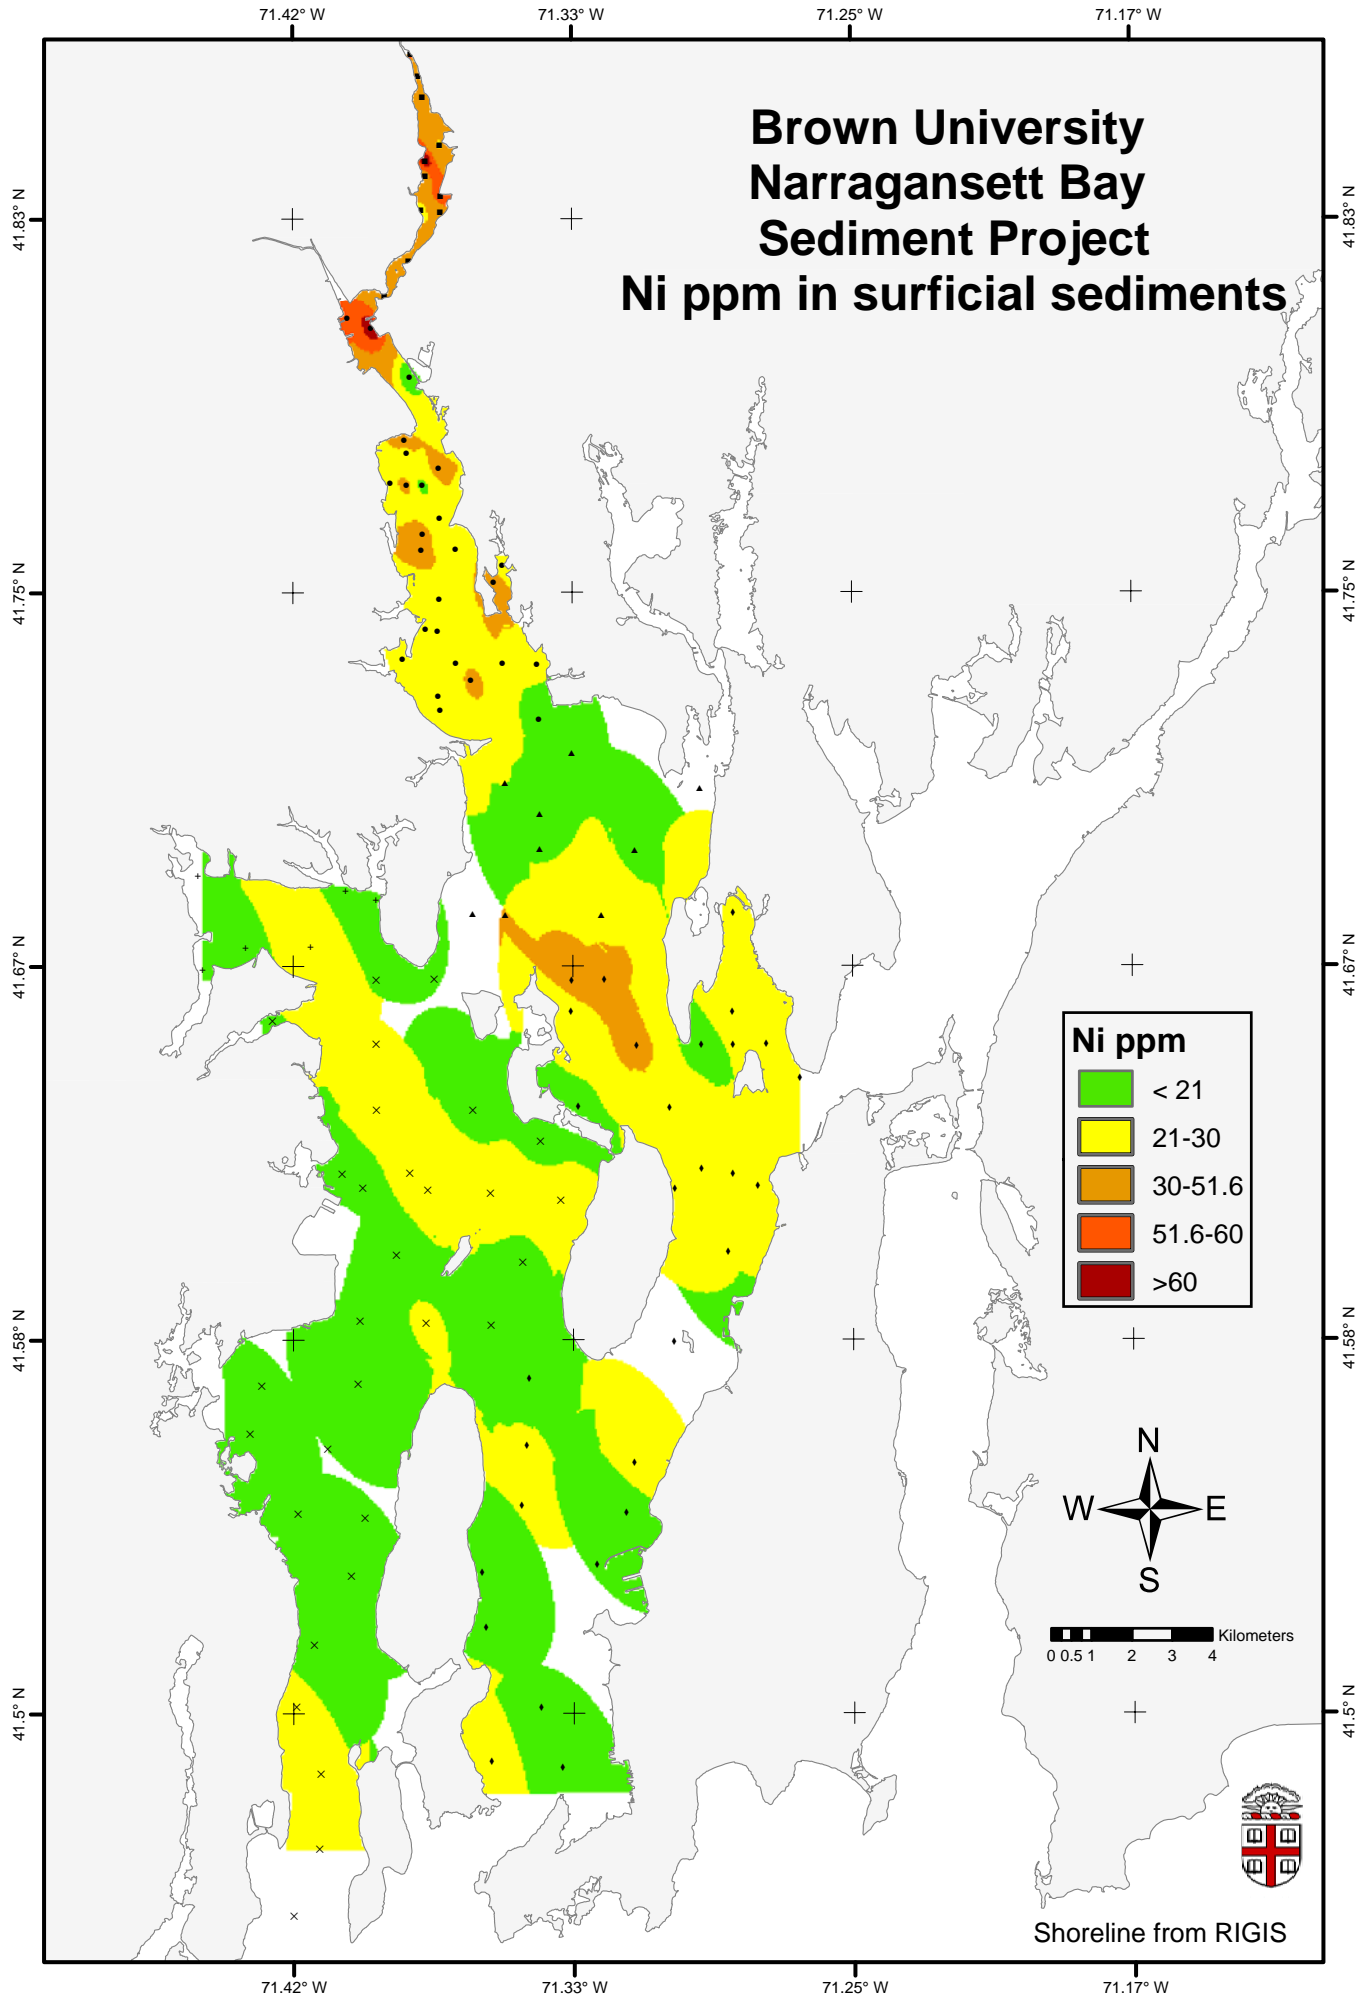 71.42° W
71.33° W
71.25° W
71.17° W
Brown University
Narragansett Bay
Sediment Project
Ni ppm in surficial sediments
41.83° N
41.83° N
41.75° N
41.75° N
41.67° N
41.67° N
Ni ppm
< 21
21-30
30-51.6
51.6-60
>60
41.58° N
41.58° N
N
W
E
S
Kilometers
0 0.5 1 2 3 4
41.5° N
41.5° N
Shoreline from RIGIS
71.42° W
71.33° W
71.25° W
71.17° W